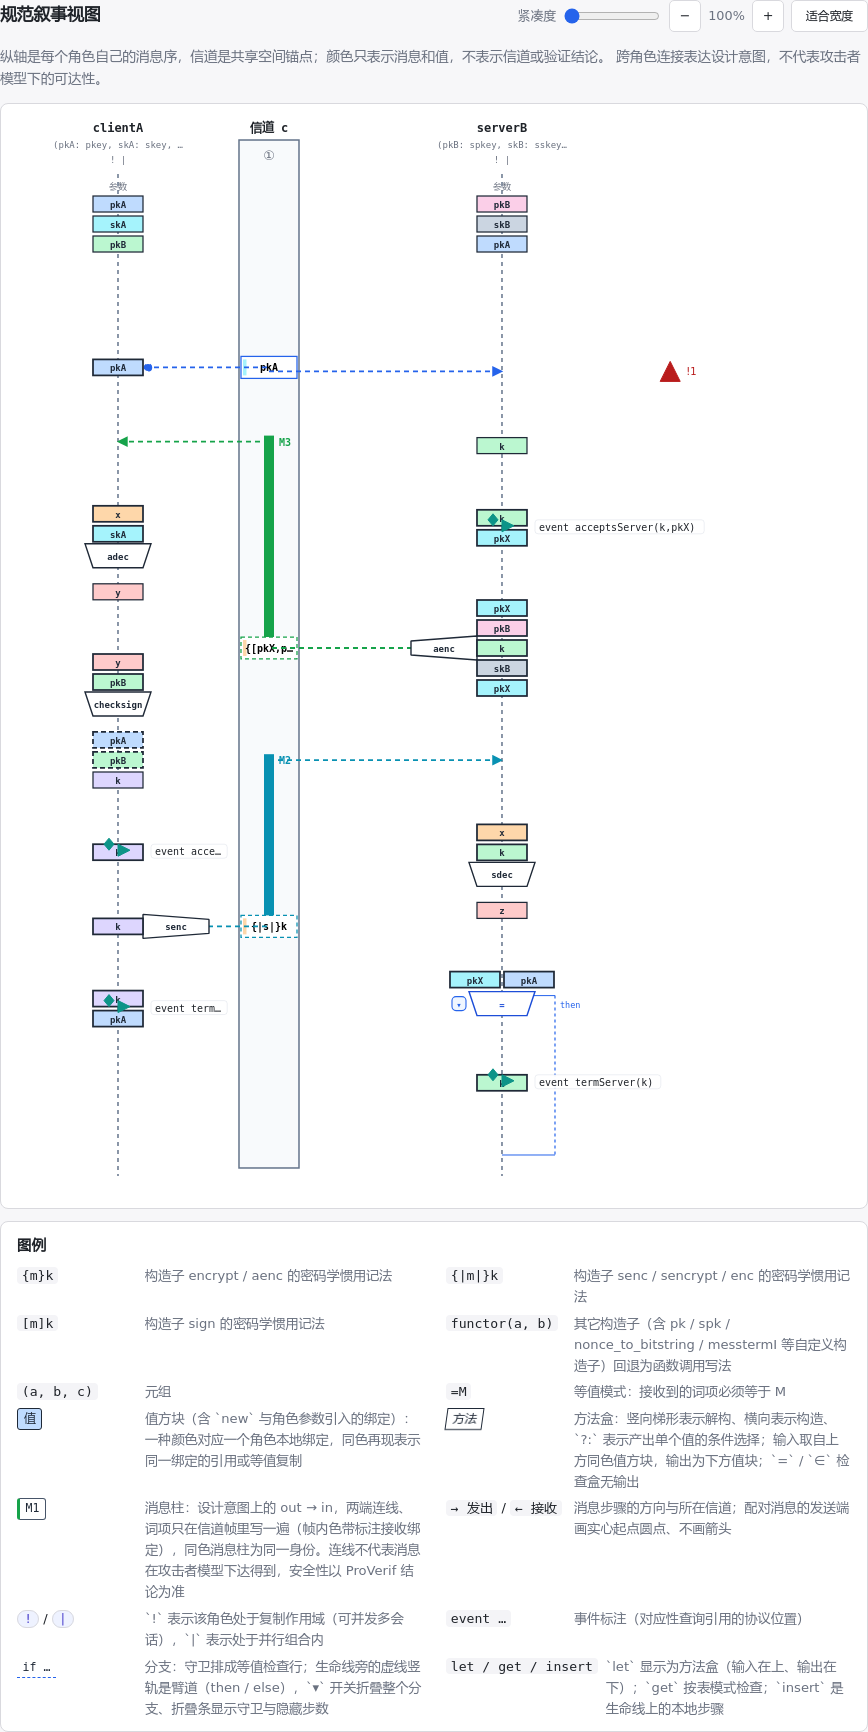 规范叙事视图
紧凑度
−
100%
+
适合宽度
纵轴是每个角色自己的消息序，信道是共享空间锚点；颜色只表示消息和值，不表示信道或验证结论。 跨角色连接表达设计意图，不代表攻击者
模型下的可达性。
clientA
信道 c
serverB
(pkA: pkey, skA: skey, …
①
(pkB: spkey, skB: sskey…
! |
! |
参数
参数
pkA
pkB
skA
skB
pkB
pkA
pkA
pkA
!1
M3
k
x
k
event acceptsServer(k,pkX)
skA
pkX
adec
y
pkX
pkB
{[pkX,p…
aenc
k
y
skB
pkB
pkX
checksign
pkA
pkB
M2
k
x
event acce…
k
sdec
z
k
senc
{|s|}k
pkX
pkA
k
event term…
=
then
pkA
event termServer(k)
图例
{m}k
构造子 encrypt / aenc 的密码学惯用记法
{|m|}k
构造子 senc / sencrypt / enc 的密码学惯用记
法
[m]k
构造子 sign 的密码学惯用记法
functor(a, b)
其它构造子（含 pk / spk /
nonce_to_bitstring / messtermI 等自定义构
造子）回退为函数调用写法
(a, b, c)
元组
=M
等值模式：接收到的词项必须等于 M
值
值方块（含 `new` 与角色参数引入的绑定）：
一种颜色对应一个角色本地绑定，同色再现表示
同一绑定的引用或等值复制
方法
方法盒：竖向梯形表示解构、横向表示构造、
`?:` 表示产出单个值的条件选择；输入取自上
方同色值方块，输出为下方值块；`=` / `∈` 检
查盒无输出
M1
消息柱：设计意图上的 out → in，两端连线、
词项只在信道帧里写一遍（帧内色带标注接收绑
定），同色消息柱为同一身份。连线不代表消息
在攻击者模型下达得到，安全性以 ProVerif 结
论为准
→ 发出 / ← 接收
消息步骤的方向与所在信道；配对消息的发送端
画实心起点圆点、不画箭头
! / |
`!` 表示该角色处于复制作用域（可并发多会
话），`|` 表示处于并行组合内
event …
事件标注（对应性查询引用的协议位置）
if …
分支：守卫排成等值检查行；生命线旁的虚线竖
轨是臂道（then / else），`▾` 开关折叠整个分
支、折叠条显示守卫与隐藏步数
let / get / insert
`let` 显示为方法盒（输入在上、输出在
下）；`get` 按表模式检查；`insert` 是
生命线上的本地步骤